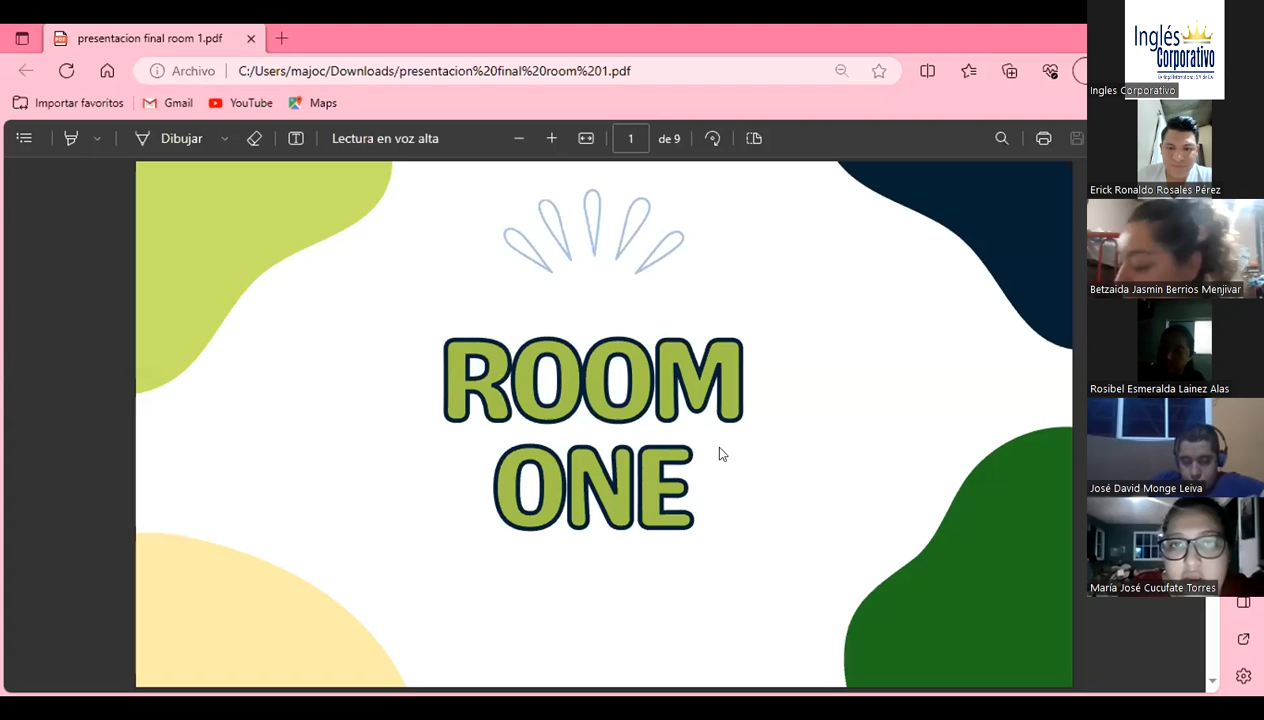 presentacion final room 1.pdf
Archivo
C:/Users/majoc/Downloads/presentacion%20final%20room%201.pdf
Importar favoritos
Gmail
YouTube
Maps
Dibujar
Lectura en voz alta
1
de 9
ROOM
ONE
Inglés
Corporativo
Ingles Corporativo
Erick Ronaldo Rosales Pérez
Betzaida Jasmin Berrios Menjivar
Rosibel Esmeralda Laínez Alas
José David Monge Leiva
María José Cucufate Torres